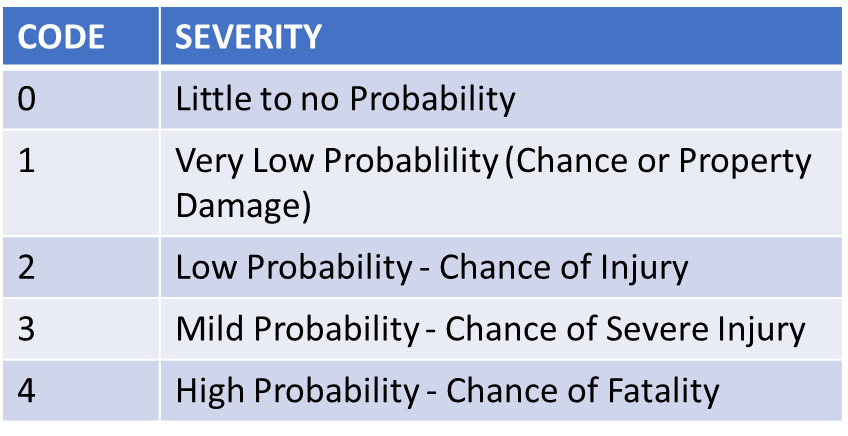 CODE SEVERITY
0 Little to no Probability
1 Very Low Probablility (Chance or Property
Damage)
2 Low Probability - Chance of Injury
3 Mild Probability - Chance of Severe Injury
4 High Probability - Chance of Fatality